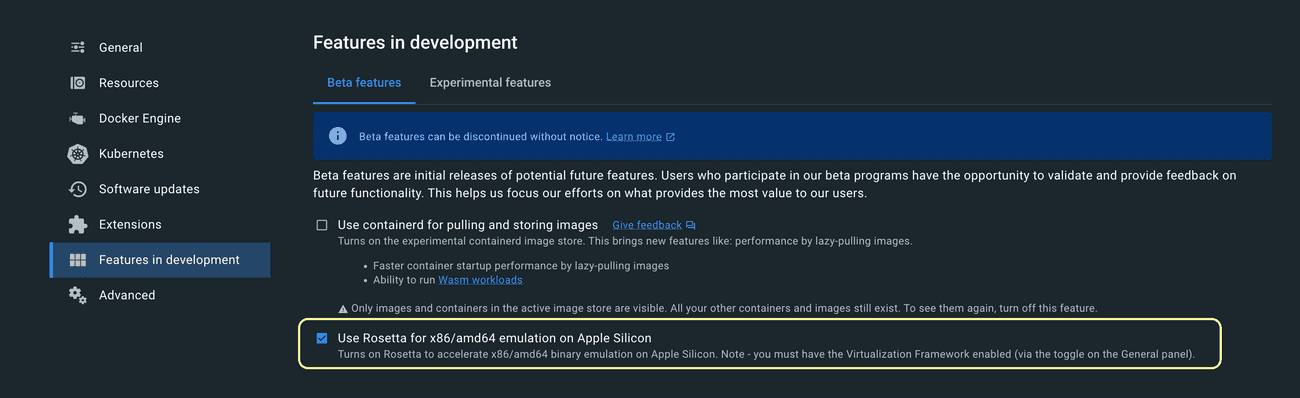 General
Resources
Docker Engine
Kubernetes
Software updates
Extensions
Features in development
Advanced
Features in development
Beta features Experimental features
Beta features can be discontinued without notice. Learn more
Beta features are initial releases of potential future features. Users who participate in our beta programs have the opportunity to validate and provide feedback on
future functionality. This helps us focus our efforts on what provides the most value to our users.
Use containerd for pulling and storing images Give feedback
Turns on the experimental containerd image store. This brings new features like: performance by lazy-pulling images.
• Faster container startup performance by lazy-pulling images
• Ability to run Wasm workloads
Only images and containers in the active image store are visible. All your other containers and images still exist. To see them again, turn off this feature.
Use Rosetta for x86/amd64 emulation on Apple Silicon
Turns on Rosetta to accelerate x86/amd64 binary emulation on Apple Silicon. Note - you must have the Virtualization Framework enabled (via the toggle on the General panel).